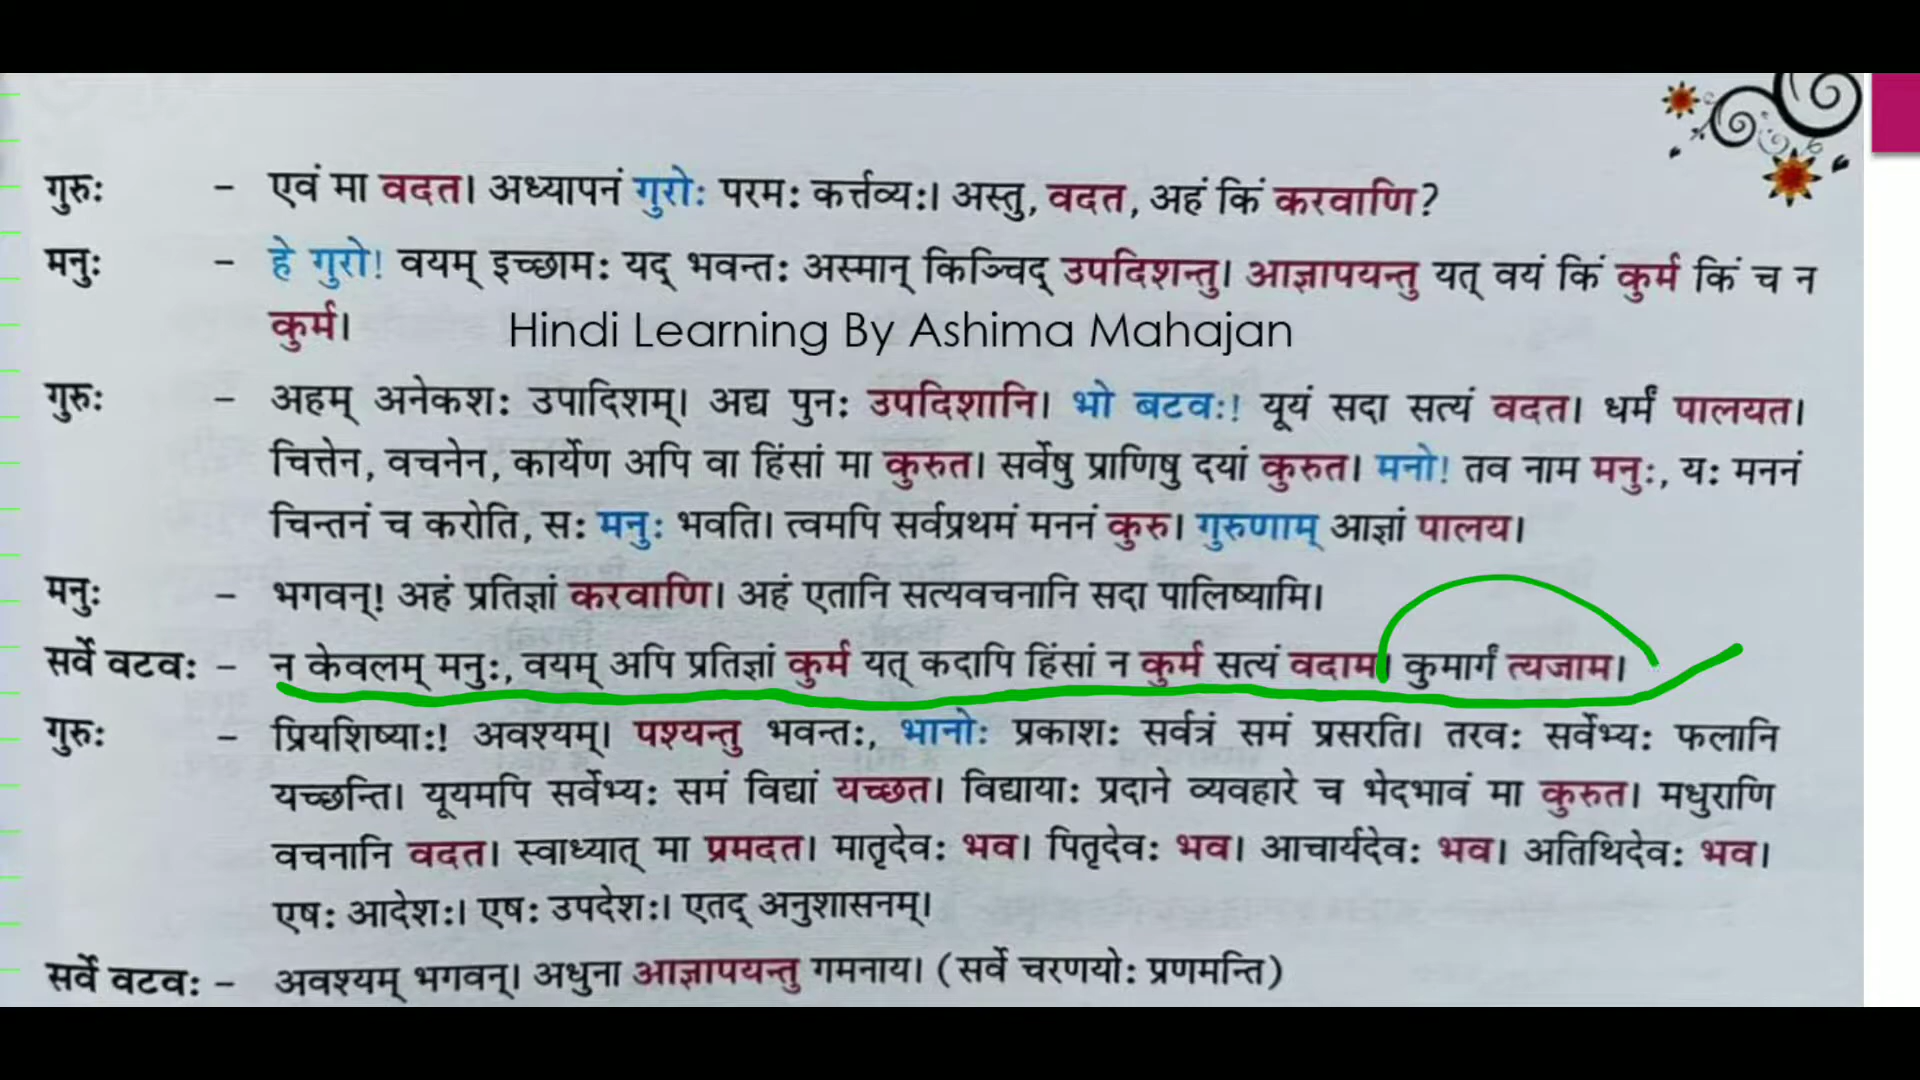 गुरुः – एवं मा वदत। अध्यापनं गुरोः परमः कर्त्तव्यः। अस्तु, वदत, अहं किं करवाणि?
मनुः – हे गुरो! वयम् इच्छामः यद् भवन्तः अस्मान् किञ्चिद् उपदिशन्तु। आज्ञापयन्तु यत् वयं किं कुर्म किं च न
कुर्म।
Hindi Learning By Ashima Mahajan
गुरुः – अहम् अनेकशः उपादिशम्। अद्य पुनः उपदिशानि। भो बटवः! यूयं सदा सत्यं वदत। धर्मं पालयत।
चित्तेन, वचनेन, कार्येण अपि वा हिंसां मा कुरुत। सर्वेषु प्राणिषु दयां कुरुत। मनो! तव नाम मनुः, यः मननं
चिन्तनं च करोति, सः मनुः भवति। त्वमपि सर्वप्रथमं मननं कुरु। गुरुणाम् आज्ञां पालय।
मनुः – भगवन्! अहं प्रतिज्ञां करवाणि। अहं एतानि सत्यवचनानि सदा पालिष्यामि।
सर्वे वटवः – न केवलम् मनुः, वयम् अपि प्रतिज्ञां कुर्म यत् कदापि हिंसां न कुर्म सत्यं वदाम। कुमार्गं त्यजाम।
गुरुः – प्रियशिष्याः! अवश्यम्। पश्यन्तु भवन्तः, भानोः प्रकाशः सर्वत्रं समं प्रसरति। तरवः सर्वेभ्यः फलानि
यच्छन्ति। यूयमपि सर्वेभ्यः समं विद्यां यच्छत। विद्यायाः प्रदाने व्यवहारे च भेदभावं मा कुरुत। मधुराणि
वचनानि वदत। स्वाध्यात् मा प्रमदत। मातृदेवः भव। पितृदेवः भव। आचार्यदेवः भव। अतिथिदेवः भव।
एषः आदेशः। एषः उपदेशः। एतद् अनुशासनम्।
सर्वे वटवः – अवश्यम् भगवन्। अधुना आज्ञापयन्तु गमनाय। (सर्वे चरणयोः प्रणमन्ति)